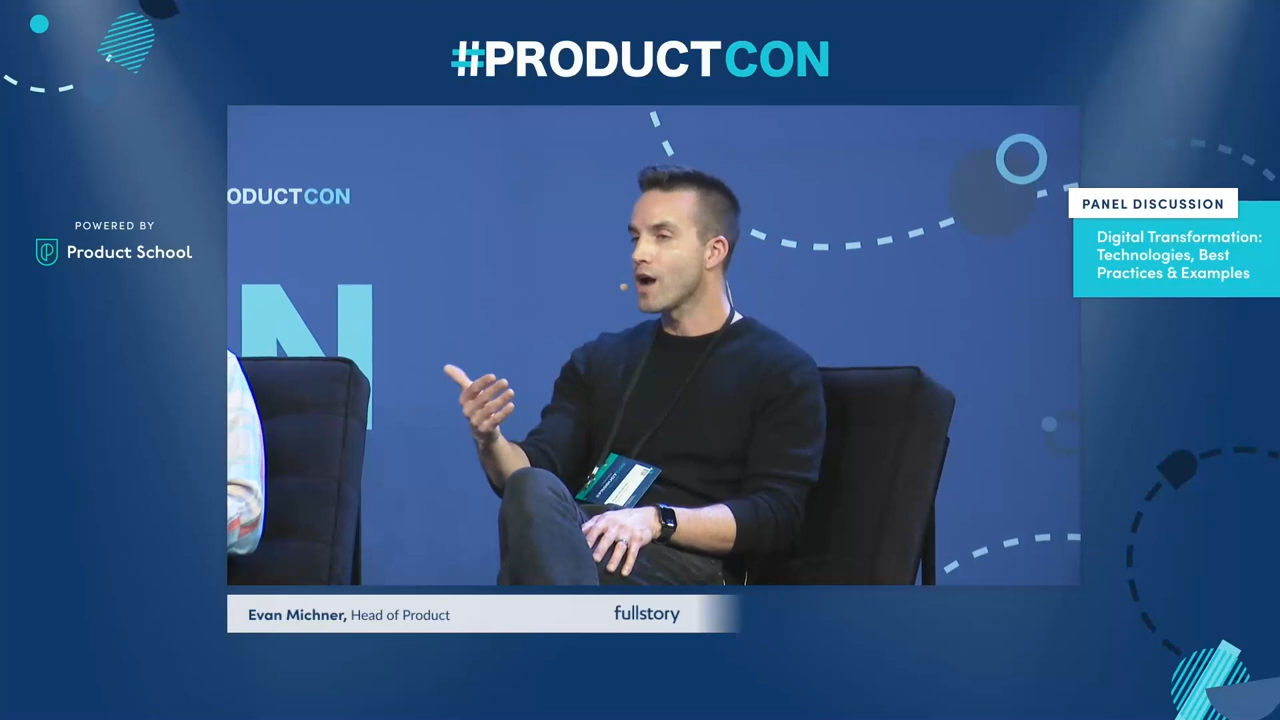 #PRODUCTCON
POWERED BY
Product School
ODUCTCON
N
PANEL DISCUSSION
Digital Transformation:
Technologies, Best
Practices & Examples
Evan Michner, Head of Product
fullstory